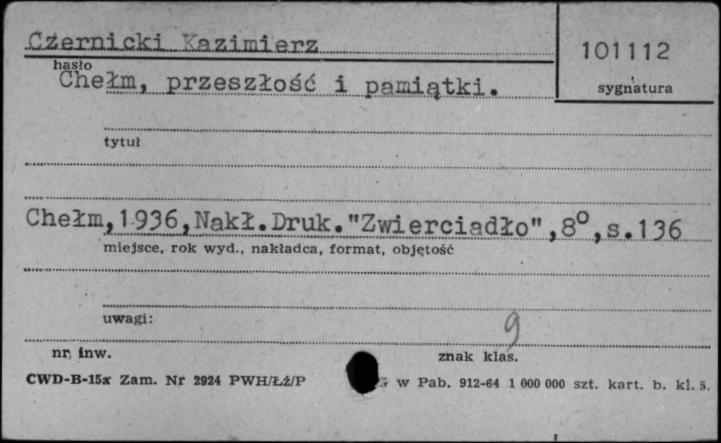 Czernicki Kazimierz
101112
hasło
sygnatura
Chełm, przeszłość i pamiątki.
tytuł
Chełm,1936,Nakł.Druk."Zwierciadło",8º,s.136
miejsce, rok wyd., nakładca, format, objętość
uwagi:
9
nr. inw.
znak klas.
CWD-B-15x Zam. Nr 2924 PWH/Łź/P
G w Pab. 912-64 1 000 000 szt. kart. b. kl. 5.